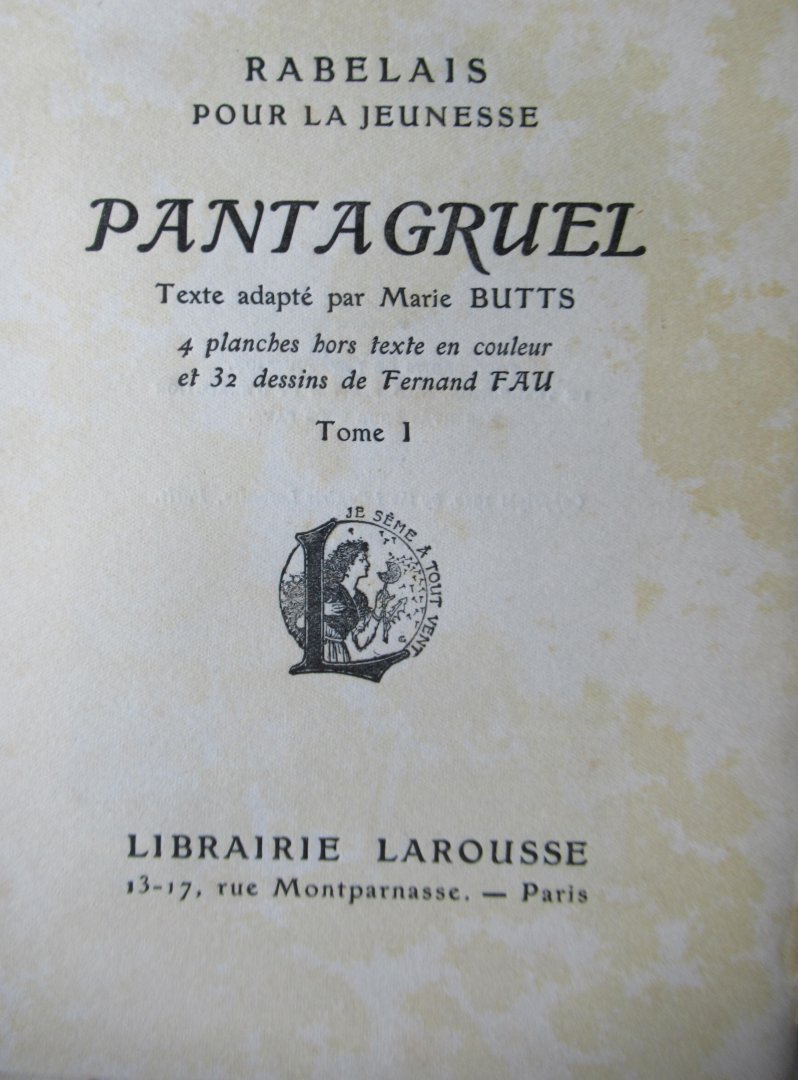 RABELAIS
POUR LA JEUNESSE
PANTAGRUEL
Texte adapté par Marie BUTTS
4 planches hors texte en couleur
et 32 dessins de Fernand FAU
Tome I
JE SÈME À TOUT VENT
LIBRAIRIE LAROUSSE
13-17, rue Montparnasse. — Paris